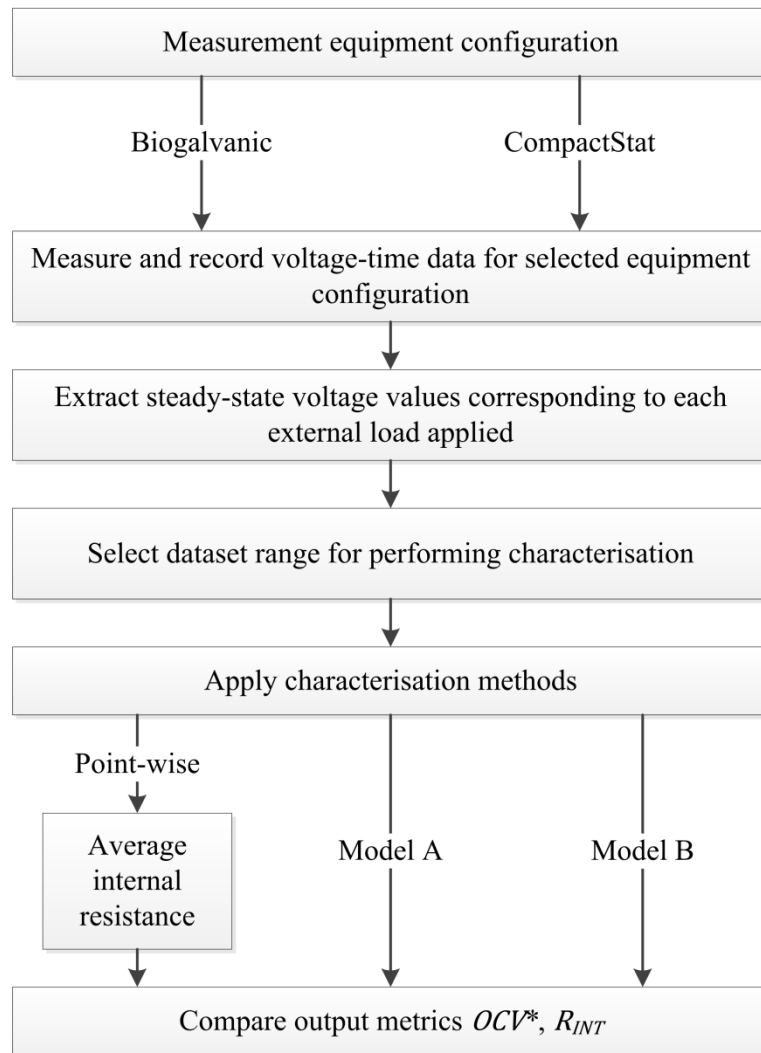 Measurement equipment configuration
Biogalvanic
CompactStat
Measure and record voltage-time data for selected equipment
configuration
Extract steady-state voltage values corresponding to each
external load applied
Select dataset range for performing characterisation
Apply characterisation methods
Point-wise
Average
internal
resistance
Model A
Model B
Compare output metrics OCV*, R_INT